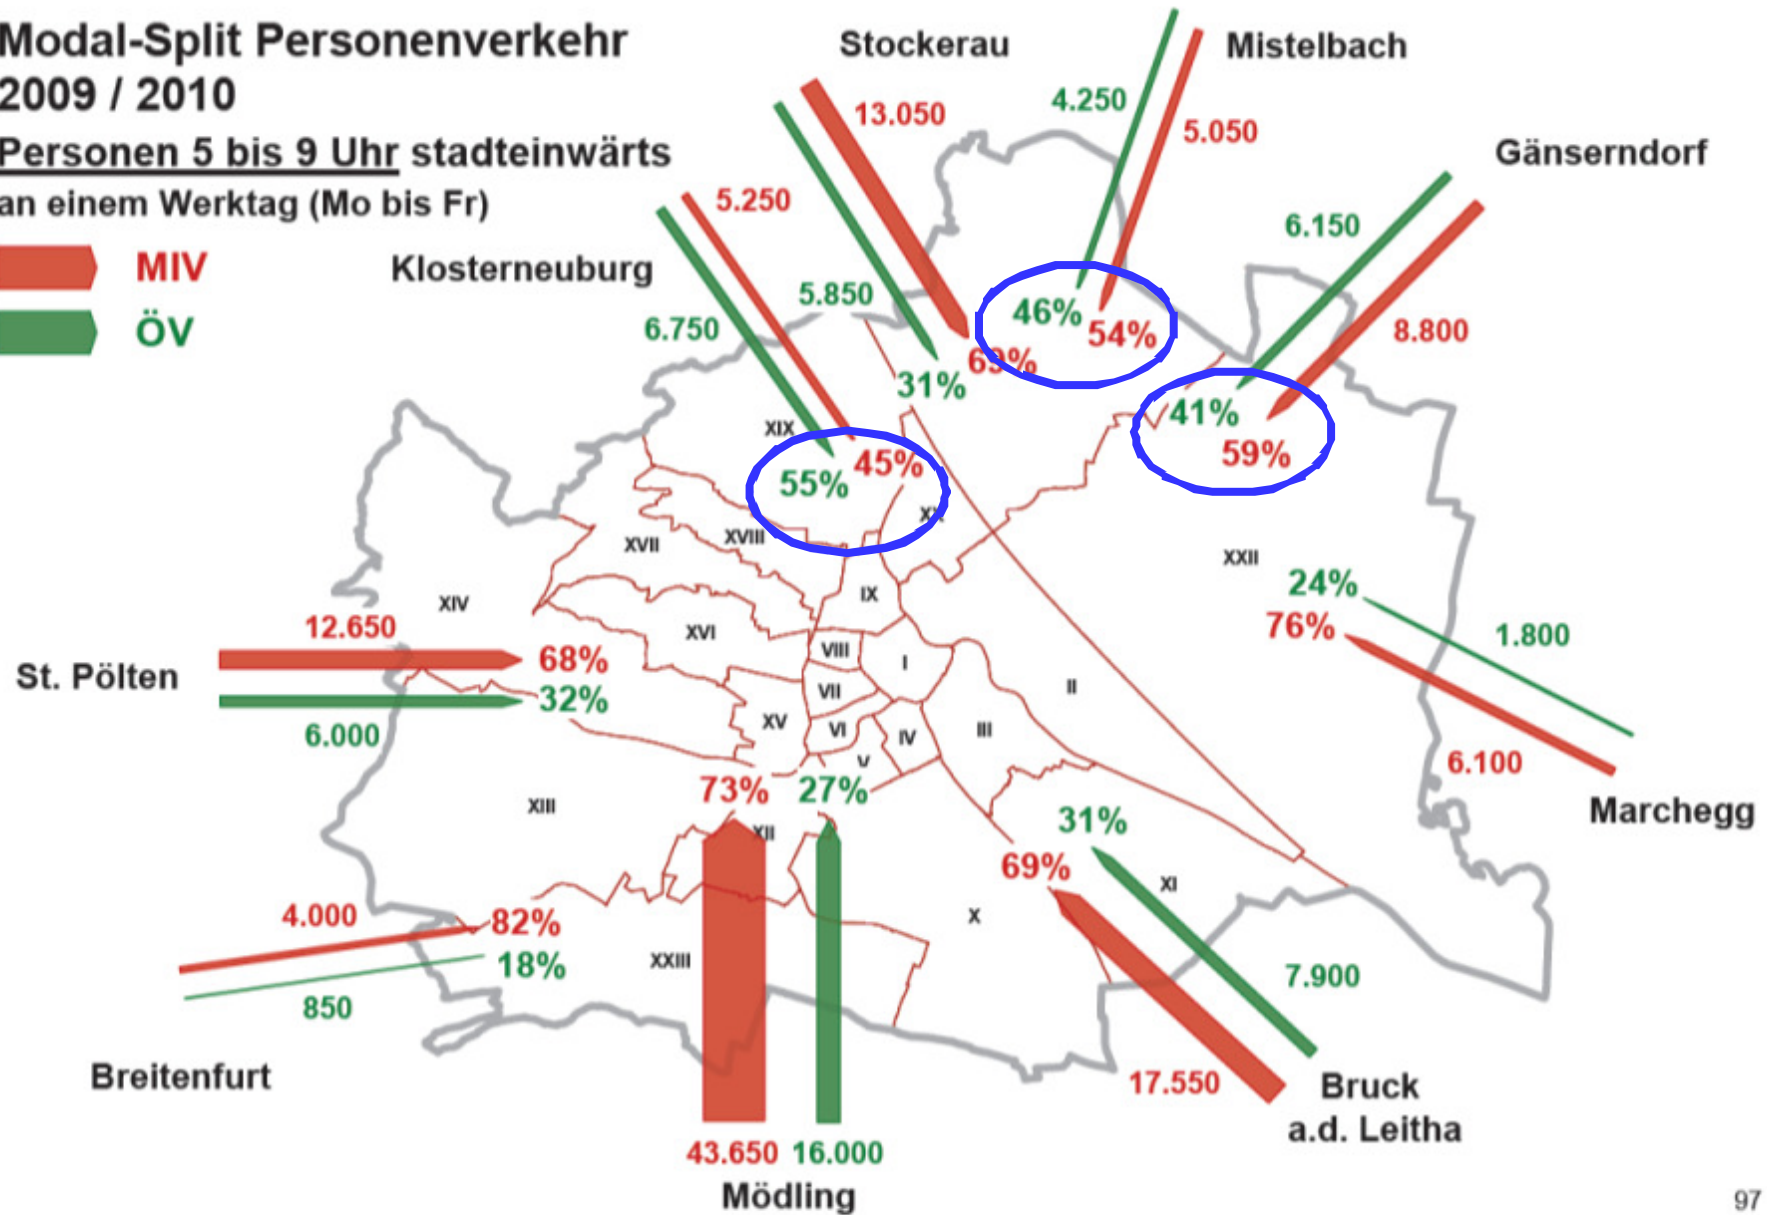 Modal-Split Personenverkehr
2009 / 2010
Personen 5 bis 9 Uhr stadteinwärts
an einem Werktag (Mo bis Fr)
MIV
ÖV
Stockerau
13.050
5.850
69%
31%
Mistelbach
4.250
5.050
46%
54%
Gänserndorf
6.150
8.800
41%
59%
Klosterneuburg
5.250
6.750
45%
55%
XIX
XX
XVIII
XVII
XXII
XIV
IX
XVI
VIII
I
II
VII
XV
VI
IV
III
V
XIII
XII
XI
X
XXIII
24%
76%
1.800
6.100
Marchegg
12.650
St. Pölten
68%
32%
6.000
73%
27%
31%
69%
7.900
17.550
Bruck
a.d. Leitha
4.000
82%
18%
850
Breitenfurt
43.650
16.000
Mödling
97